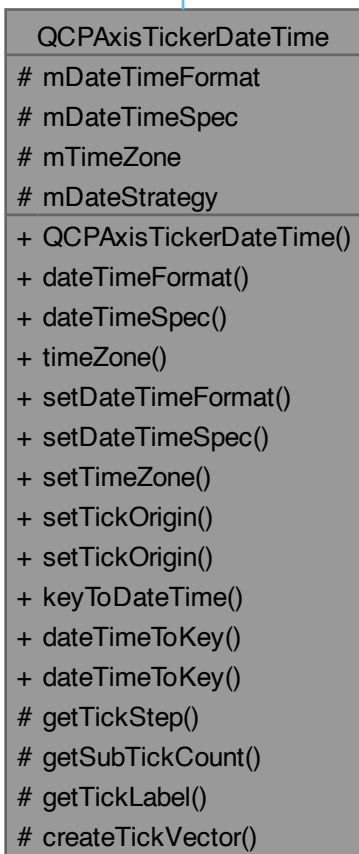 QCPAxisTickerDateTime
# mDateTimeFormat
# mDateTimeSpec
# mTimeZone
# mDateStrategy
+ QCPAxisTickerDateTime()
+ dateTimeFormat()
+ dateTimeSpec()
+ timeZone()
+ setDateTimeFormat()
+ setDateTimeSpec()
+ setTimeZone()
+ setTickOrigin()
+ setTickOrigin()
+ keyToDateTime()
+ dateTimeToKey()
+ dateTimeToKey()
# getTickStep()
# getSubTickCount()
# getTickLabel()
# createTickVector()